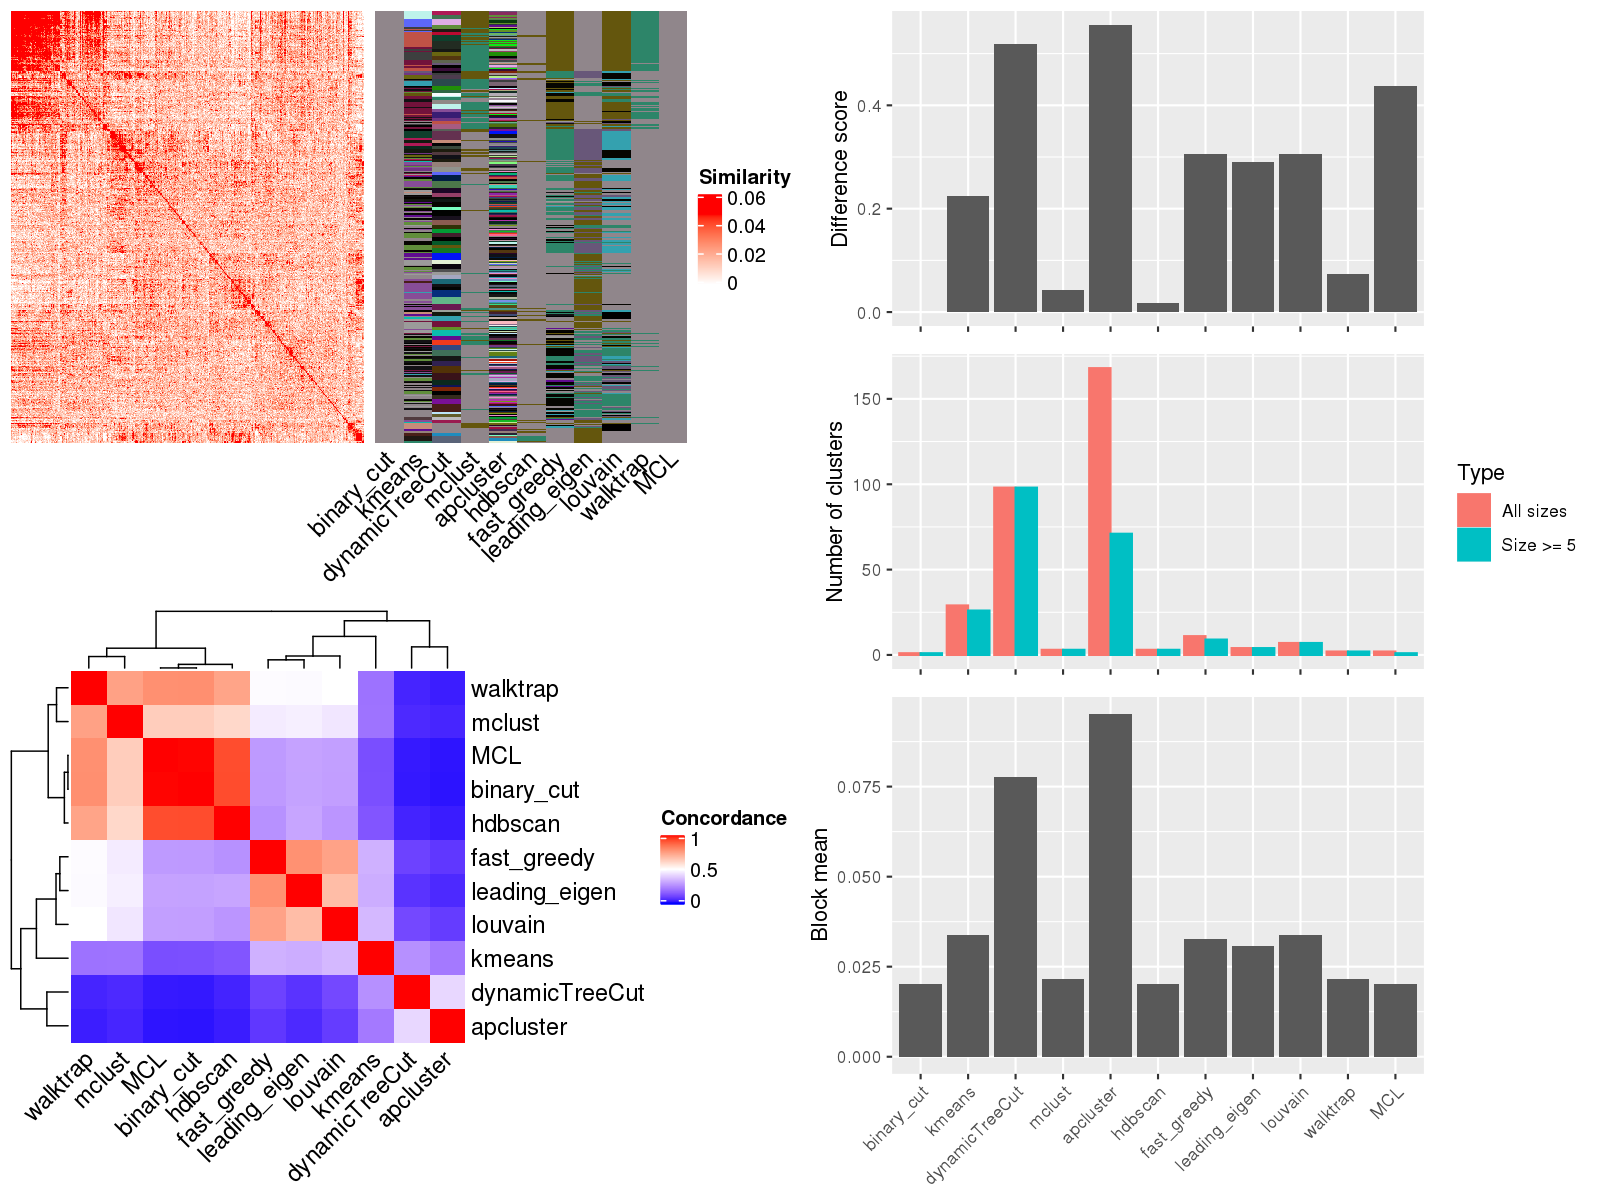 Similarity
0.06
0.04
0.02
0
binary_cut
kmeans
dynamicTreeCut
mclust
apcluster
hdbscan
fast_greedy
leading_eigen
louvain
walktrap
MCL
walktrap
mclust
MCL
binary_cut
hdbscan
fast_greedy
leading_eigen
louvain
kmeans
dynamicTreeCut
apcluster
walktrap
mclust
MCL
binary_cut
hdbscan
fast_greedy
leading_eigen
louvain
kmeans
dynamicTreeCut
apcluster
Concordance
1
0.5
0
Difference score
0.4
0.2
0.0
Number of clusters
150
100
50
0
Type
All sizes
Size >= 5
Block mean
0.075
0.050
0.025
0.000
binary_cut
kmeans
dynamicTreeCut
mclust
apcluster
hdbscan
fast_greedy
leading_eigen
louvain
walktrap
MCL